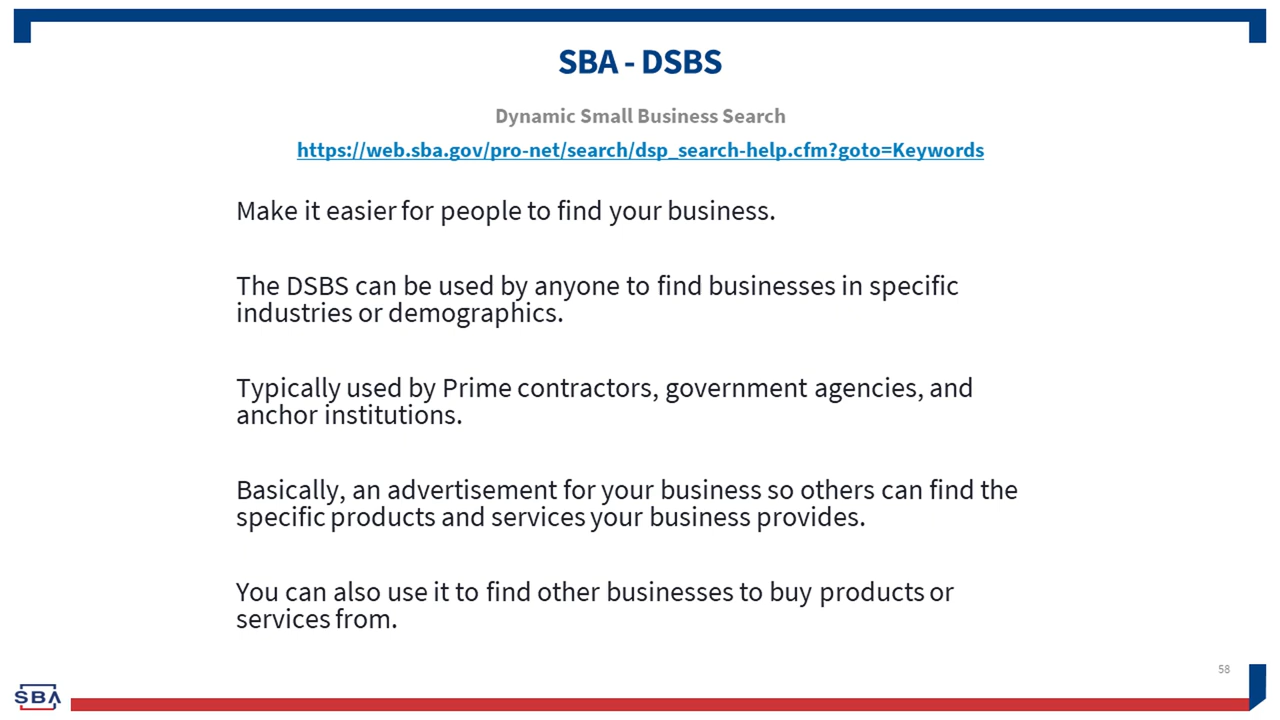 SBA - DSBS
Dynamic Small Business Search
https://web.sba.gov/pro-net/search/dsp_search-help.cfm?goto=Keywords
Make it easier for people to find your business.
The DSBS can be used by anyone to find businesses in specific
industries or demographics.
Typically used by Prime contractors, government agencies, and
anchor institutions.
Basically, an advertisement for your business so others can find the
specific products and services your business provides.
You can also use it to find other businesses to buy products or
services from.
58
SBA